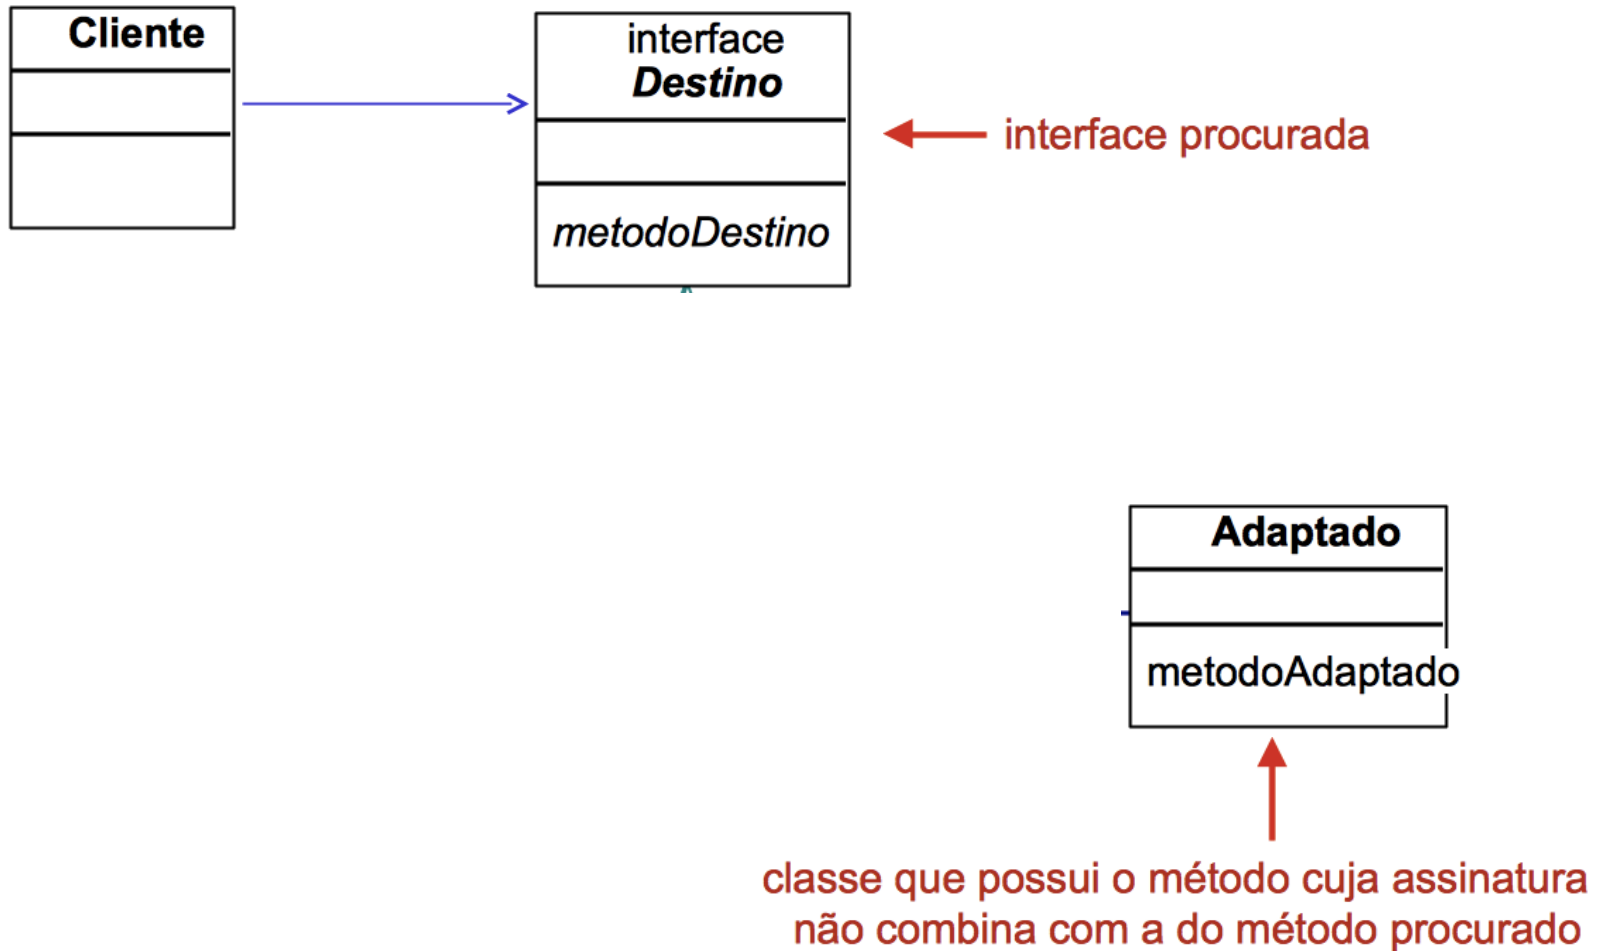 Cliente
interface
Destino
interface procurada
metodoDestino
Adaptado
metodoAdaptado
classe que possui o método cuja assinatura
não combina com a do método procurado